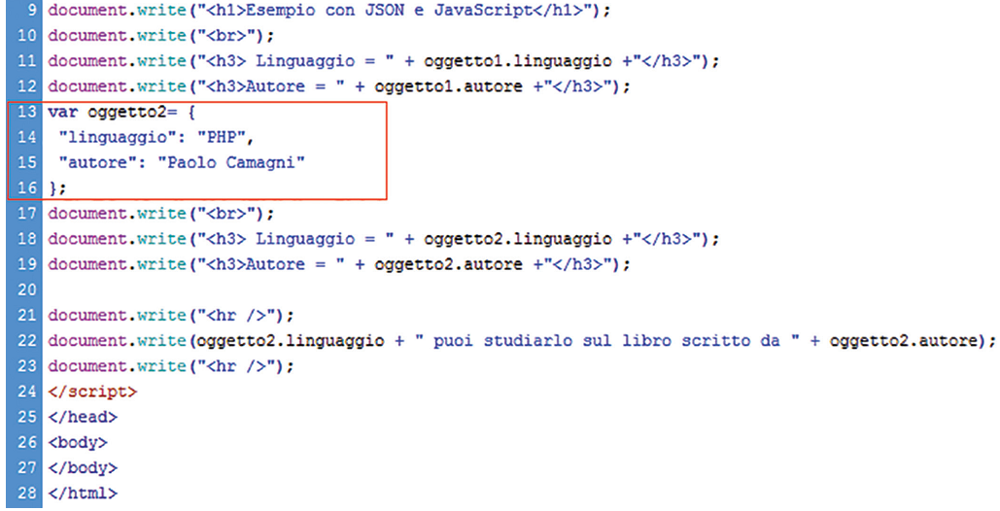 9 document.write("<h1>Esempio con JSON e JavaScript</h1>");
10 document.write("<br>");
11 document.write("<h3> Linguaggio = " + oggetto1.linguaggio +"</h3>");
12 document.write("<h3>Autore = " + oggetto1.autore +"</h3>");
13 var oggetto2= {
14 "linguaggio": "PHP",
15 "autore": "Paolo Camagni"
16 };
17 document.write("<br>");
18 document.write("<h3> Linguaggio = " + oggetto2.linguaggio +"</h3>");
19 document.write("<h3>Autore = " + oggetto2.autore +"</h3>");
20
21 document.write("<hr />");
22 document.write(oggetto2.linguaggio + " puoi studiarlo sul libro scritto da " + oggetto2.autore);
23 document.write("<hr />");
24 </script>
25 </head>
26 <body>
27 </body>
28 </html>